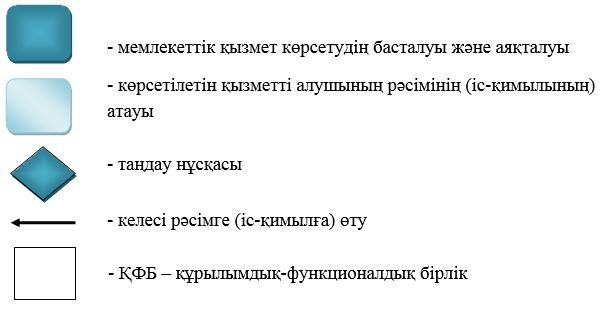 - мемлекеттік қызмет көрсетудің басталуы және аяқталуы
- көрсетілетін қызметті алушының рәсімінің (іс-қимылының)
атауы
- таңдау нұсқасы
- келесі рәсімге (іс-қимылға) өту
- ҚФБ – құрылымдық-функционалдық бірлік